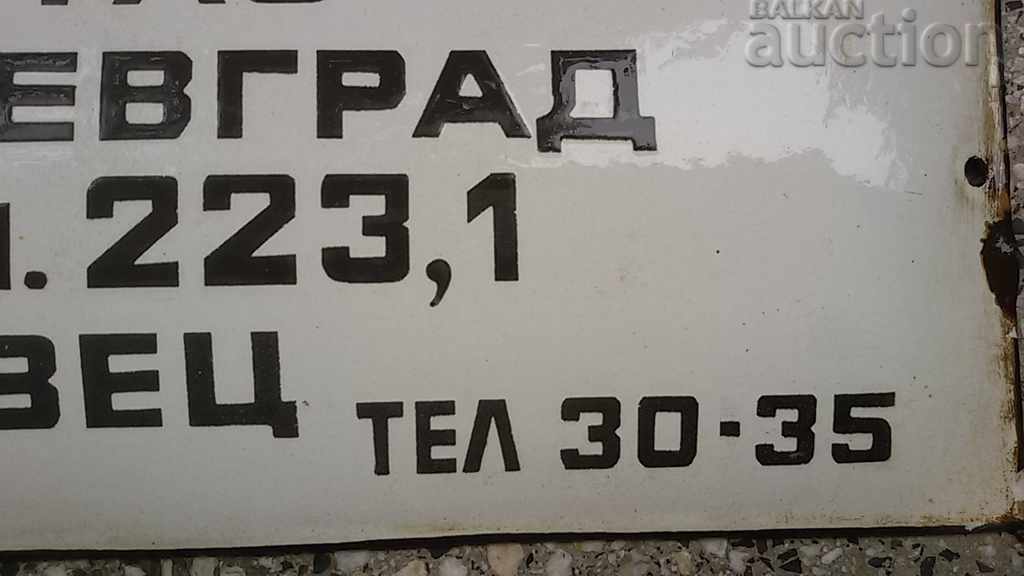 BALKAN
auction
ЕВГРАД
. 223,1
ВЕЦ
ТЕЛ 30-35